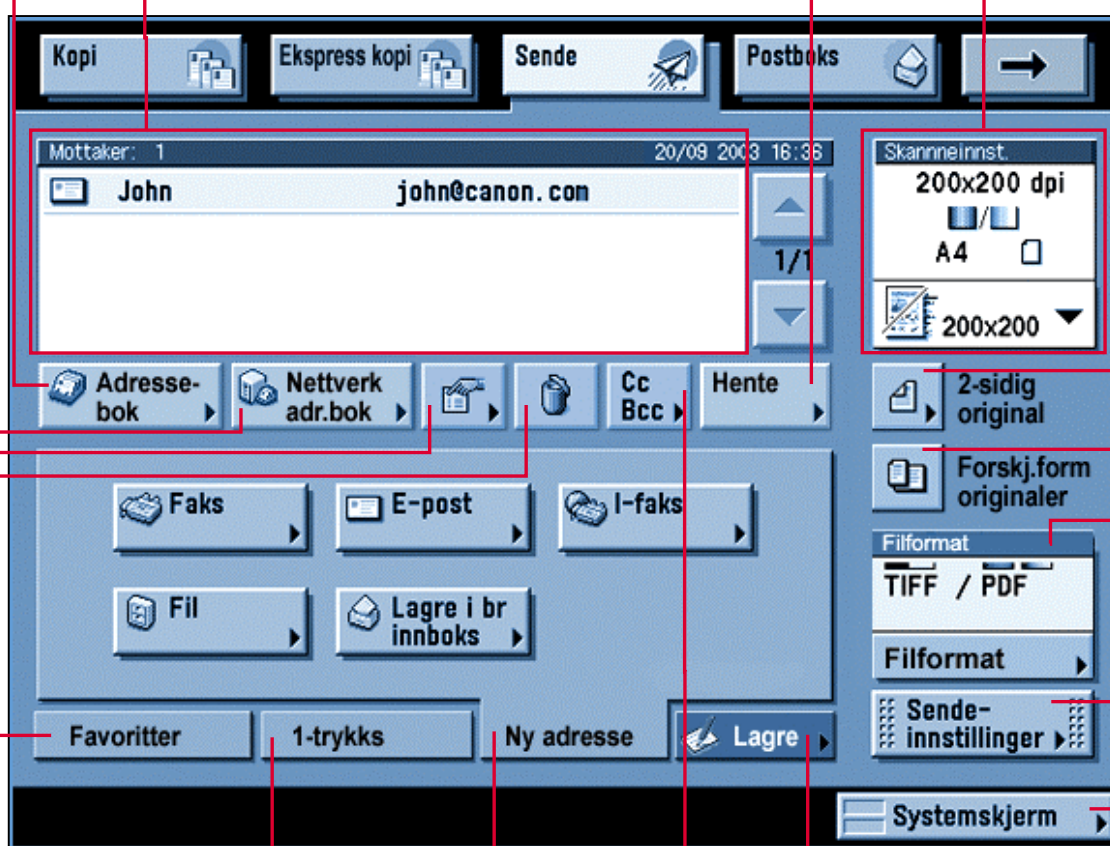 Kopi
Ekspress kopi
Sende
Postboks
Mottaker: 1
20/09 2003 16:36
John john@canon.com
1/1
Skannneinnst.
200x200 dpi
/
A4
200x200
Adresse-
bok
Nettverk
adr.bok
Cc
Bcc
Hente
2-sidig
original
Forskj.form
originaler
Faks
E-post
I-faks
Fil
Lagre i br
innboks
Filformat
TIFF / PDF
Filformat
Sende-
innstillinger
Favoritter
1-trykks
Ny adresse
Lagre
Systemskjerm